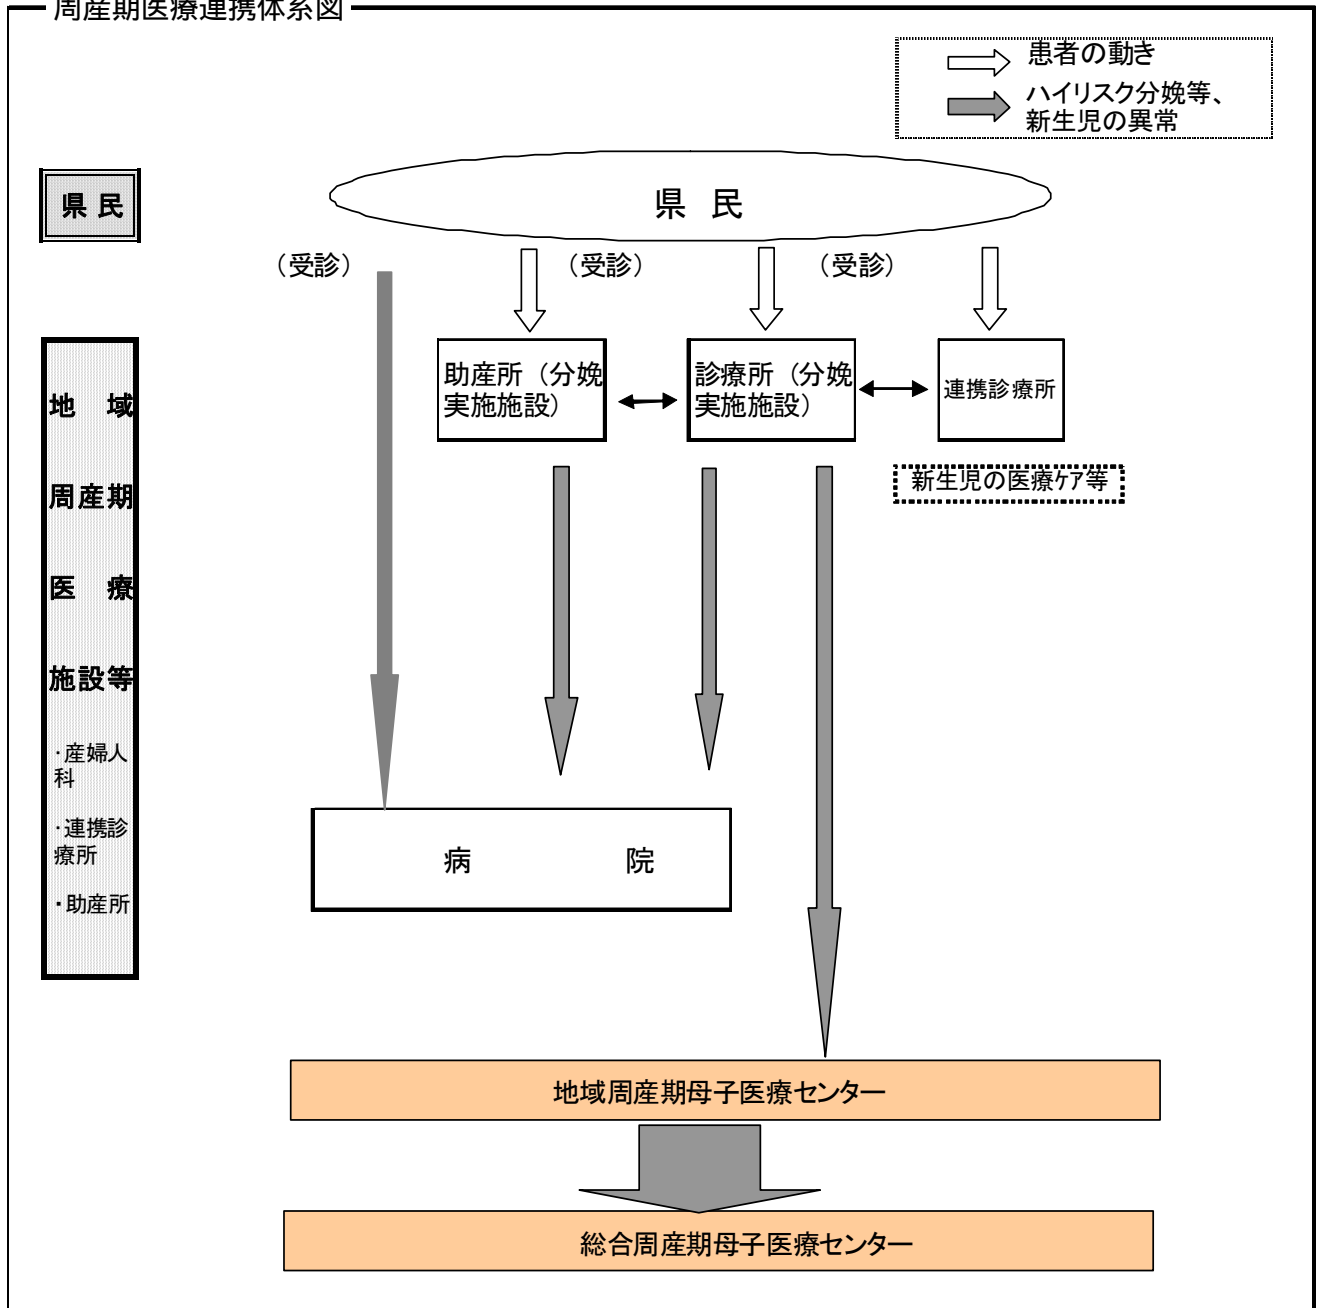 周産期医療連携体系図
患者の動き
ハイリスク分娩等、
新生児の異常
県 民
県 民
（受診）
（受診）
（受診）
助産所（分娩
実施施設）
診療所（分娩
実施施設）
連携診療所
新生児の医療ｹｱ等
地 域
周産期
医 療
施設等
・産婦人
科
・連携診
療所
・助産所
病 院
地域周産期母子医療センター
総合周産期母子医療センター